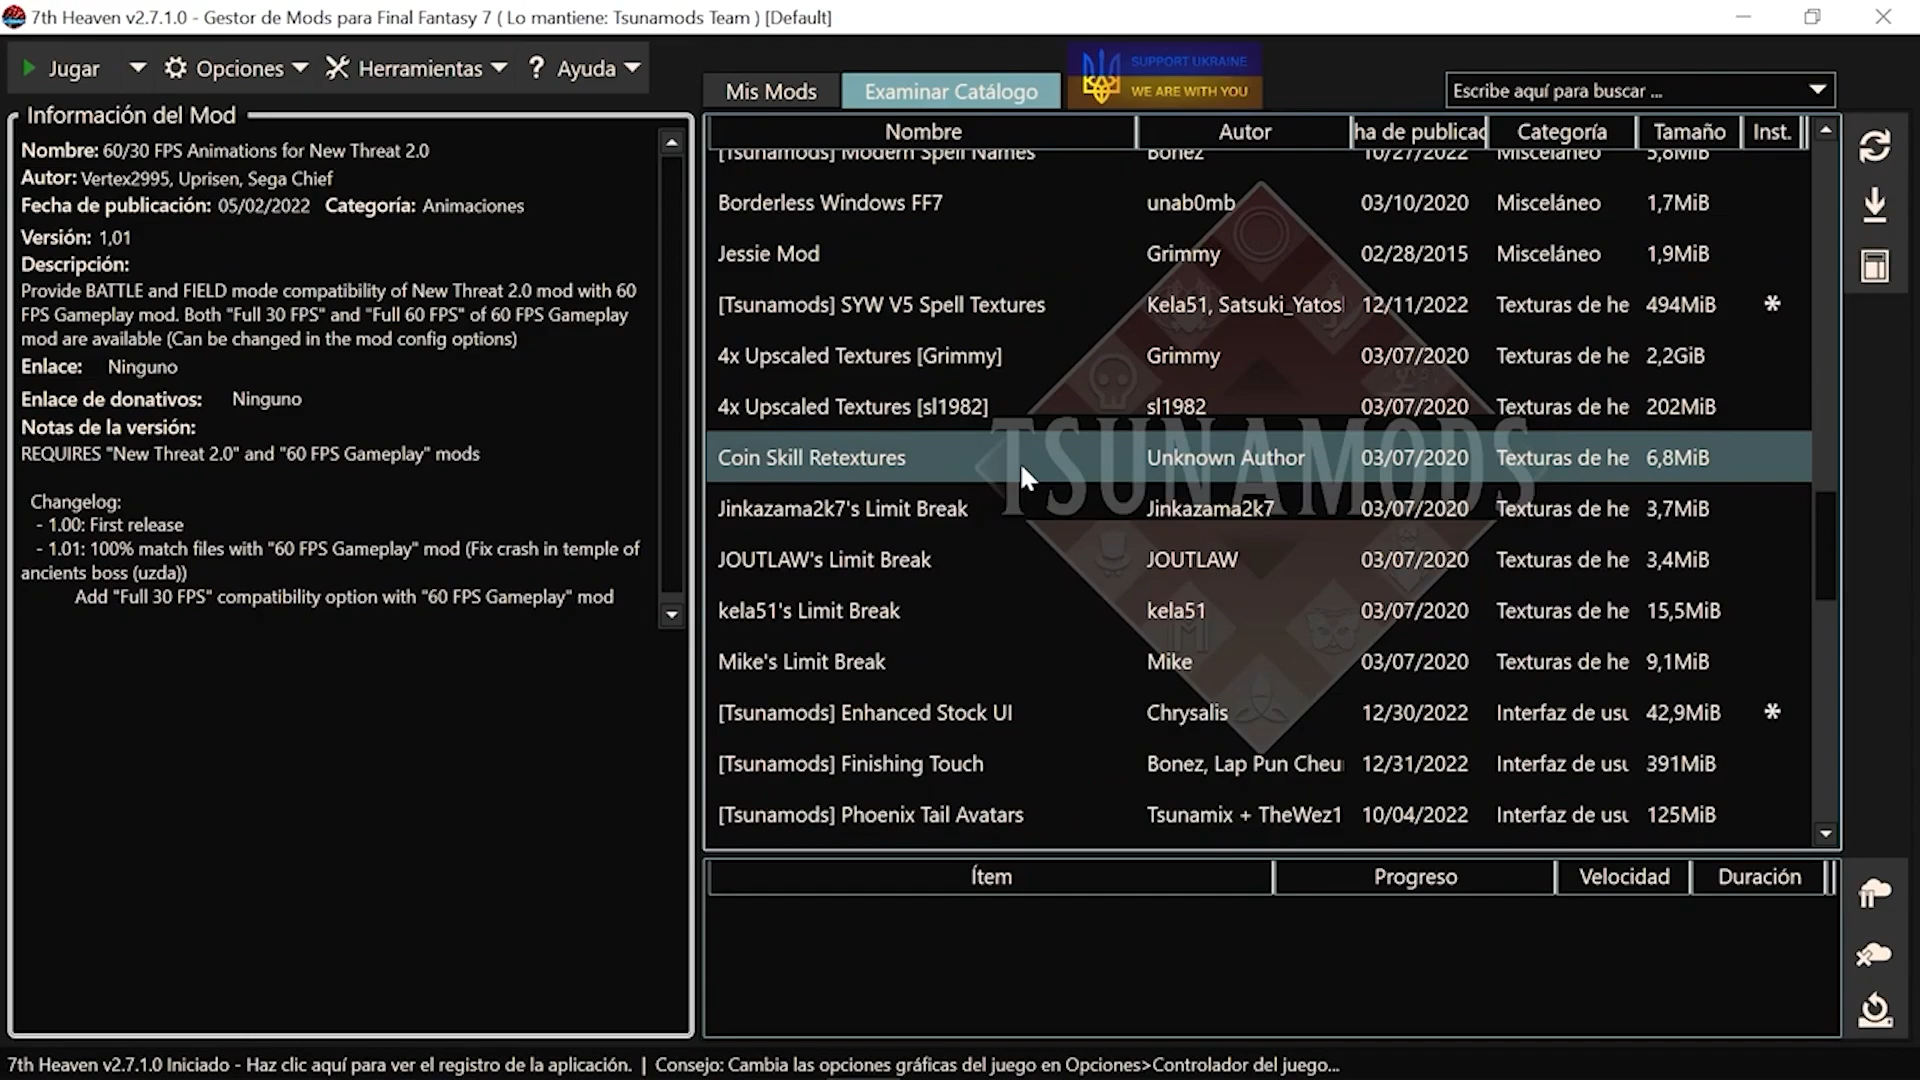 7th Heaven v2.7.1.0 - Gestor de Mods para Final Fantasy 7 ( Lo mantiene: Tsunamods Team ) [Default]
Jugar Opciones Herramientas ? Ayuda
Mis Mods Examinar Catálogo
SUPPORT UKRAINE
WE ARE WITH YOU
Escribe aquí para buscar ...
Información del Mod
Nombre: 60/30 FPS Animations for New Threat 2.0
Autor: Vertex2995, Uprisen, Sega Chief
Fecha de publicación: 05/02/2022 Categoría: Animaciones
Versión: 1,01
Descripción:
Provide BATTLE and FIELD mode compatibility of New Threat 2.0 mod with 60
FPS Gameplay mod. Both "Full 30 FPS" and "Full 60 FPS" of 60 FPS Gameplay
mod are available (Can be changed in the mod config options)
Enlace: Ninguno
Enlace de donativos: Ninguno
Notas de la versión:
REQUIRES "New Threat 2.0" and "60 FPS Gameplay" mods
Changelog:
- 1.00: First release
- 1.01: 100% match files with "60 FPS Gameplay" mod (Fix crash in temple of
ancients boss (uzda))
Add "Full 30 FPS" compatibility option with "60 FPS Gameplay" mod
Nombre Autor ha de publicac Categoría Tamaño Inst.
[Tsunamods] Modern Spell Names Bonez 10/27/2022 Misceláneo 5,8MiB
Borderless Windows FF7 unab0mb 03/10/2020 Misceláneo 1,7MiB
Jessie Mod Grimmy 02/28/2015 Misceláneo 1,9MiB
[Tsunamods] SYW V5 Spell Textures Kela51, Satsuki_Yatos 12/11/2022 Texturas de he 494MiB *
4x Upscaled Textures [Grimmy] Grimmy 03/07/2020 Texturas de he 2,2GiB
4x Upscaled Textures [sl1982] sl1982 03/07/2020 Texturas de he 202MiB
Coin Skill Retextures Unknown Author 03/07/2020 Texturas de he 6,8MiB
Jinkazama2k7's Limit Break Jinkazama2k7 03/07/2020 Texturas de he 3,7MiB
JOUTLAW's Limit Break JOUTLAW 03/07/2020 Texturas de he 3,4MiB
kela51's Limit Break kela51 03/07/2020 Texturas de he 15,5MiB
Mike's Limit Break Mike 03/07/2020 Texturas de he 9,1MiB
[Tsunamods] Enhanced Stock UI Chrysalis 12/30/2022 Interfaz de usu 42,9MiB *
[Tsunamods] Finishing Touch Bonez, Lap Pun Cheu 12/31/2022 Interfaz de usu 391MiB
[Tsunamods] Phoenix Tail Avatars Tsunamix + TheWez1 10/04/2022 Interfaz de usu 125MiB
TSUNAMODS
Ítem Progreso Velocidad Duración
7th Heaven v2.7.1.0 Iniciado - Haz clic aquí para ver el registro de la aplicación. | Consejo: Cambia las opciones gráficas del juego en Opciones>Controlador del juego...